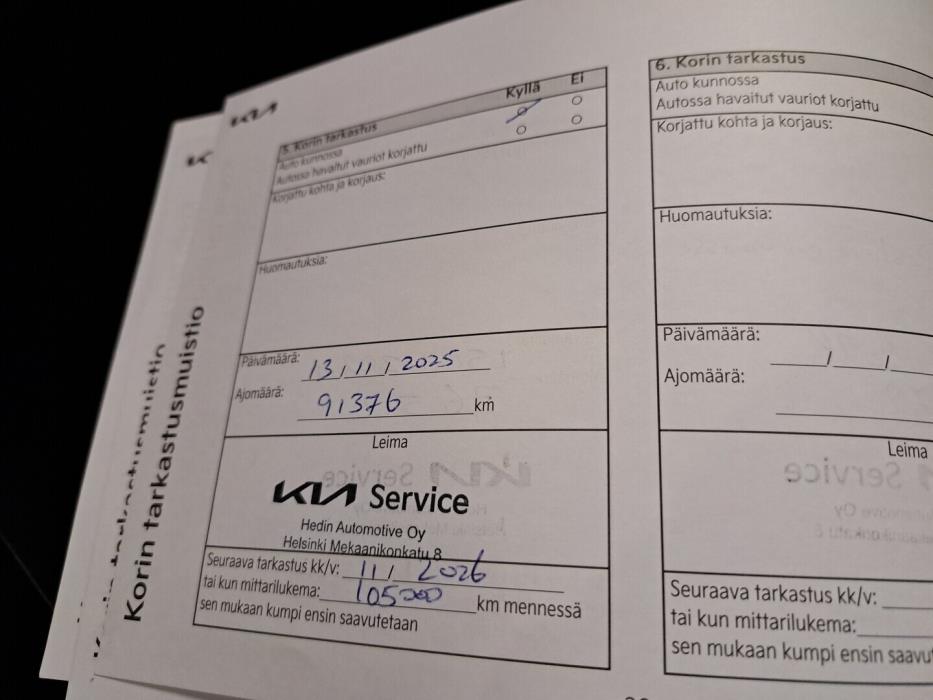 KIA
Korin tarkastusmuistio
5. Korin tarkastus Kyllä Ei
Auto kunnossa
Autossa havaitut vauriot korjattu
Korjattu kohta ja korjaus:
Huomautuksia:
Päivämäärä: 13 / 11 / 2025
Ajomäärä: 91376 km
Leima
KIA Service
Hedin Automotive Oy
Helsinki Mekaanikonkatu 8
Seuraava tarkastus kk/v: 11 / 2026
tai kun mittarilukema: 105000 km mennessä
sen mukaan kumpi ensin saavutetaan
6. Korin tarkastus
Auto kunnossa
Autossa havaitut vauriot korjattu
Korjattu kohta ja korjaus:
Huomautuksia:
Päivämäärä: / /
Ajomäärä:
Leima
Seuraava tarkastus kk/v:
tai kun mittarilukema:
sen mukaan kumpi ensin